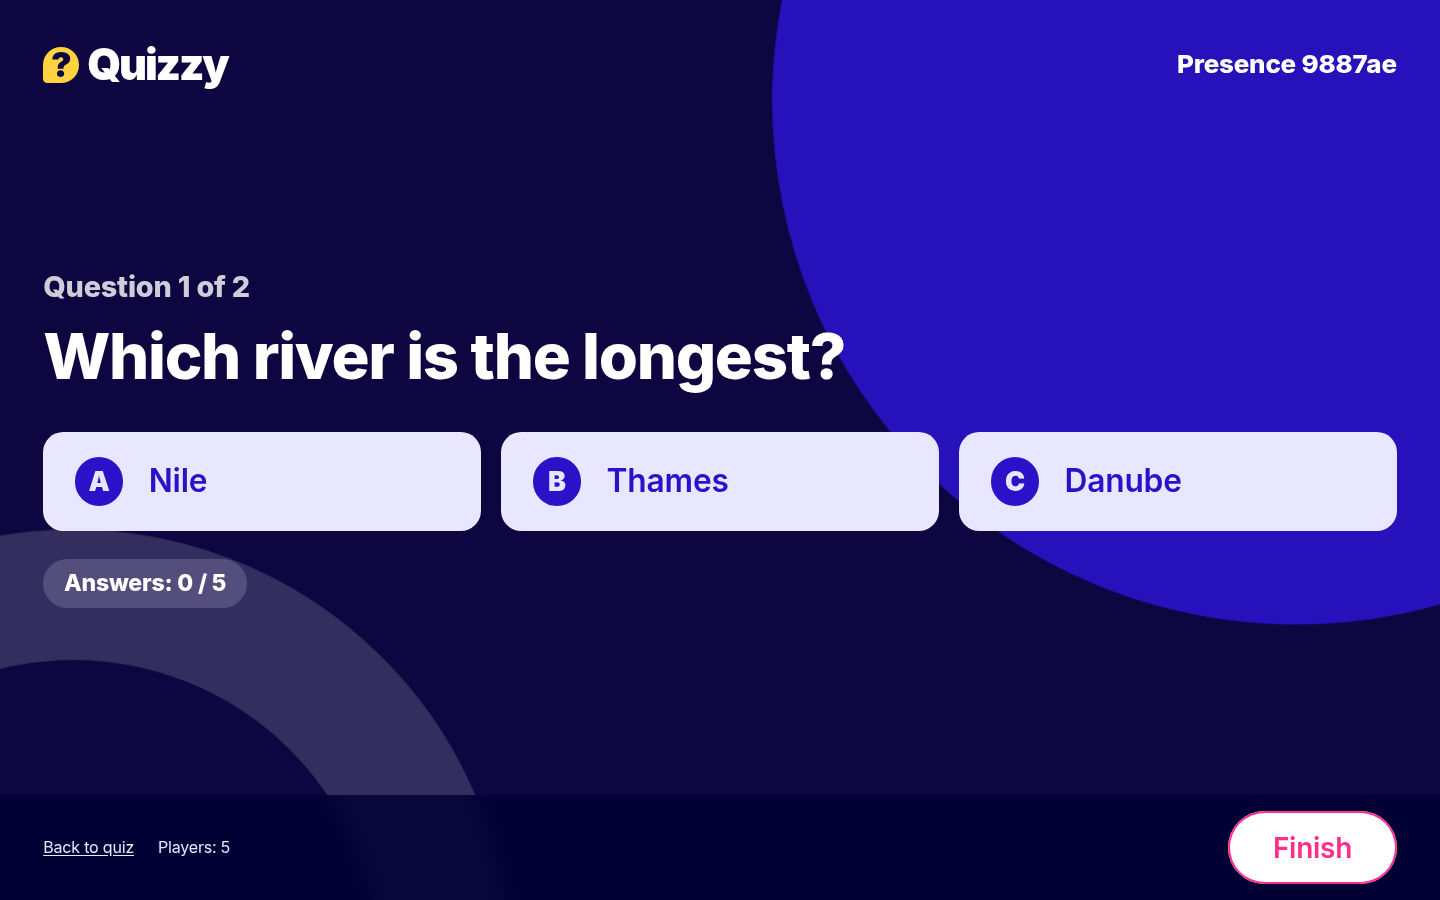 Quizzy
Presence 9887ae
Question 1 of 2
Which river is the longest?
A Nile
B Thames
C Danube
Answers: 0 / 5
Back to quiz
Players: 5
Finish